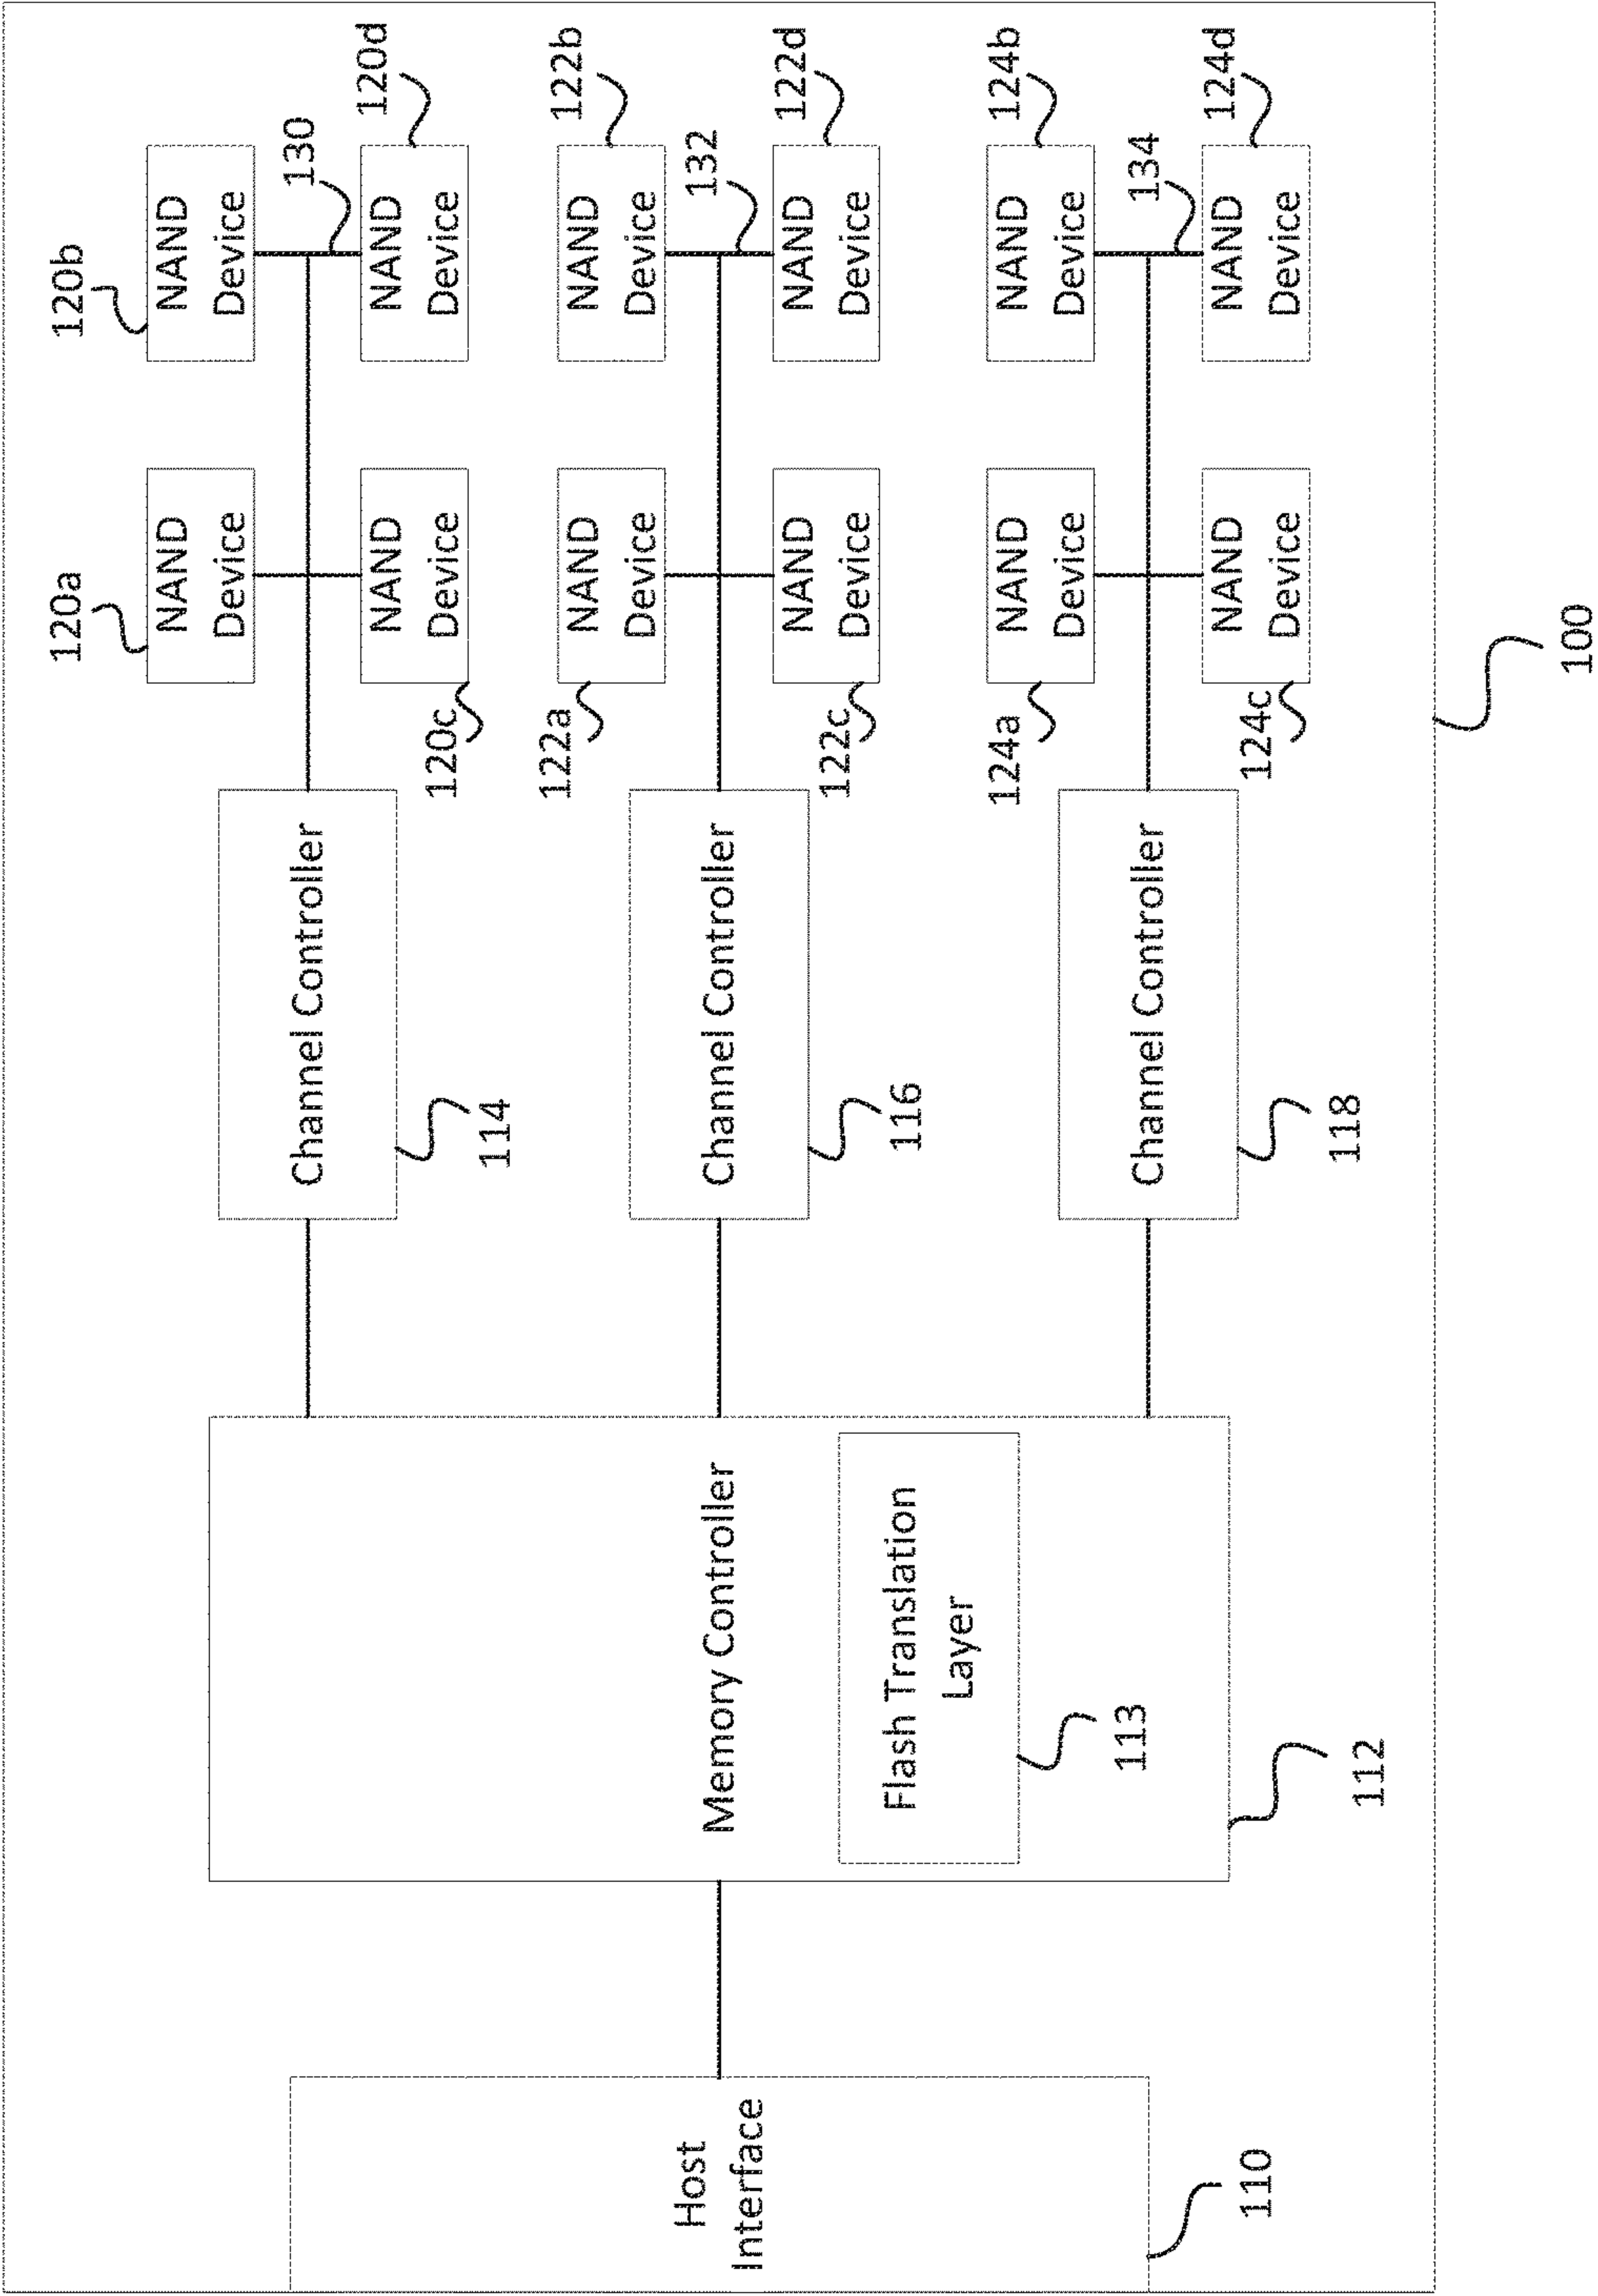 120a
120b
NAND
Device
NAND
Device
130
NAND
Device
NAND
Device
120c
120d
Channel Controller
114
122a
122b
NAND
Device
NAND
Device
132
NAND
Device
NAND
Device
122c
122d
Channel Controller
116
124a
124b
NAND
Device
NAND
Device
134
NAND
Device
NAND
Device
124c
124d
Channel Controller
118
Memory Controller
Flash Translation
Layer
113
112
Host
Interface
110
100